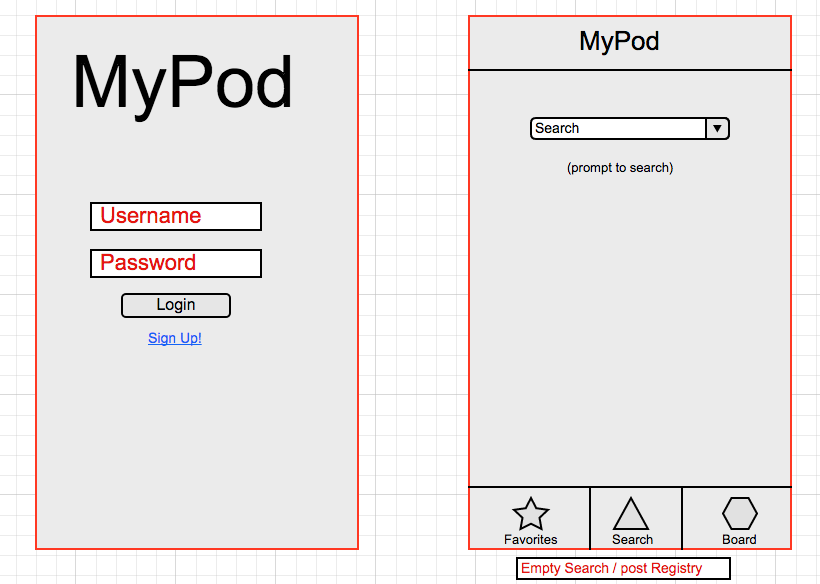 MyPod
Username
Password
Login
Sign Up!
MyPod
Search
(prompt to search)
Favorites
Search
Board
Empty Search / post Registry